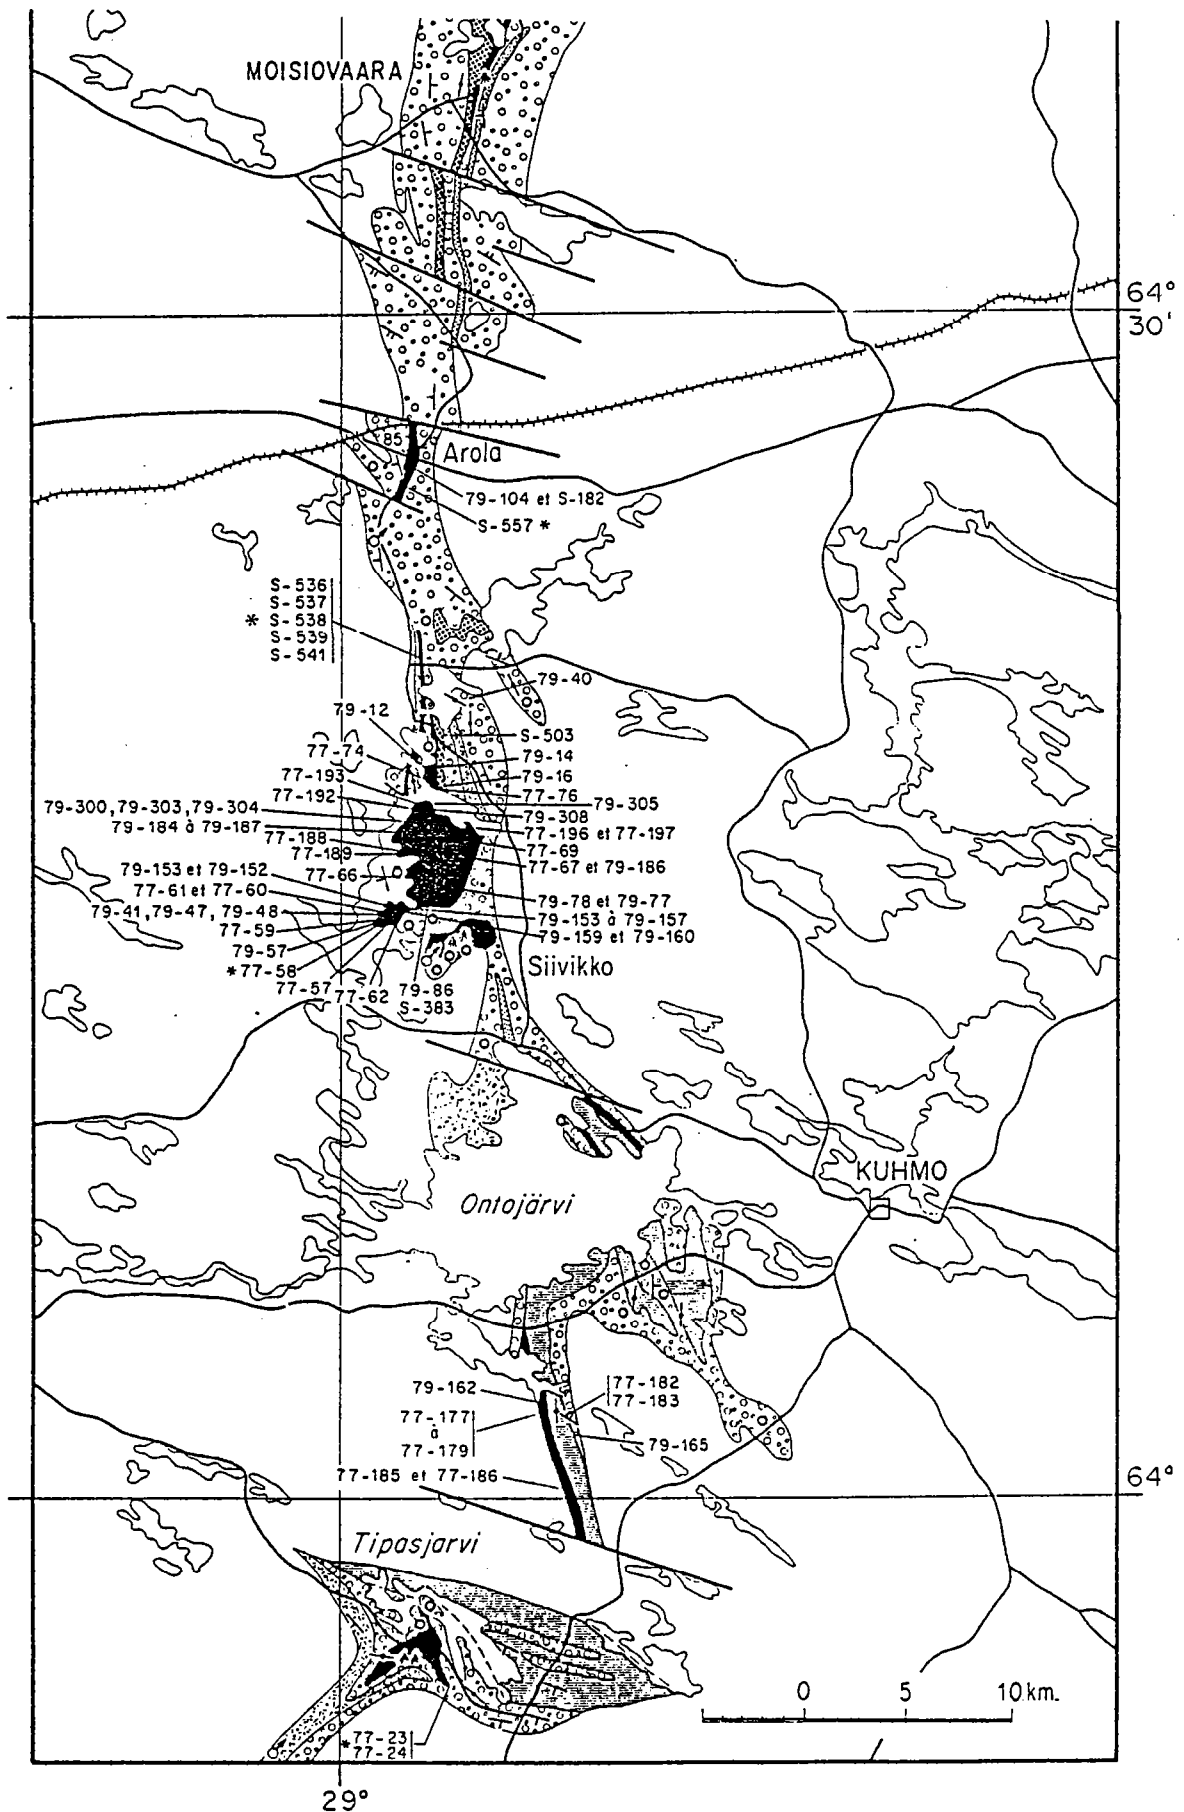 MOISIOVAARA
64°
30'
85
Arola
79-104 et S-182
S-557 *
S-536
S-537
* S-538
S-539
S-541
79-40
79-12
S-503
77-74
79-14
77-193
79-16
77-192
77-76
79-305
79-300, 79-303, 79-304
79-308
79-184 à 79-187
77-196 et 77-197
77-188
77-69
77-189
77-67 et 79-186
79-153 et 79-152
77-66
77-61 et 77-60
79-78 et 79-77
79-41, 79-47, 79-48
79-153 à 79-157
77-59
79-159 et 79-160
79-57
* 77-58
Siivikko
77-57
77-62
79-86
S-383
KUHMO
Ontojärvi
79-162
77-182
77-183
77-177
à
77-179
79-165
77-185 et 77-186
64°
Tipasjarvi
0 5 10 km.
* 77-23
77-24
29°